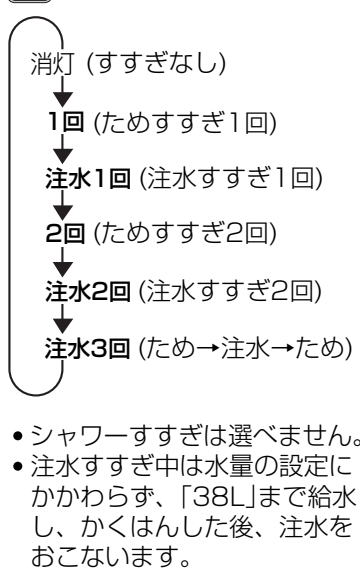 消灯 (すすぎなし)
1回 (ためすすぎ1回)
注水1回 (注水すすぎ1回)
2回 (ためすすぎ2回)
注水2回 (注水すすぎ2回)
注水3回 (ため→注水→ため)
• シャワーすすぎは選べません。
• 注水すすぎ中は水量の設定に
かかわらず、「38L」まで給水
し、かくはんした後、注水を
おこないます。